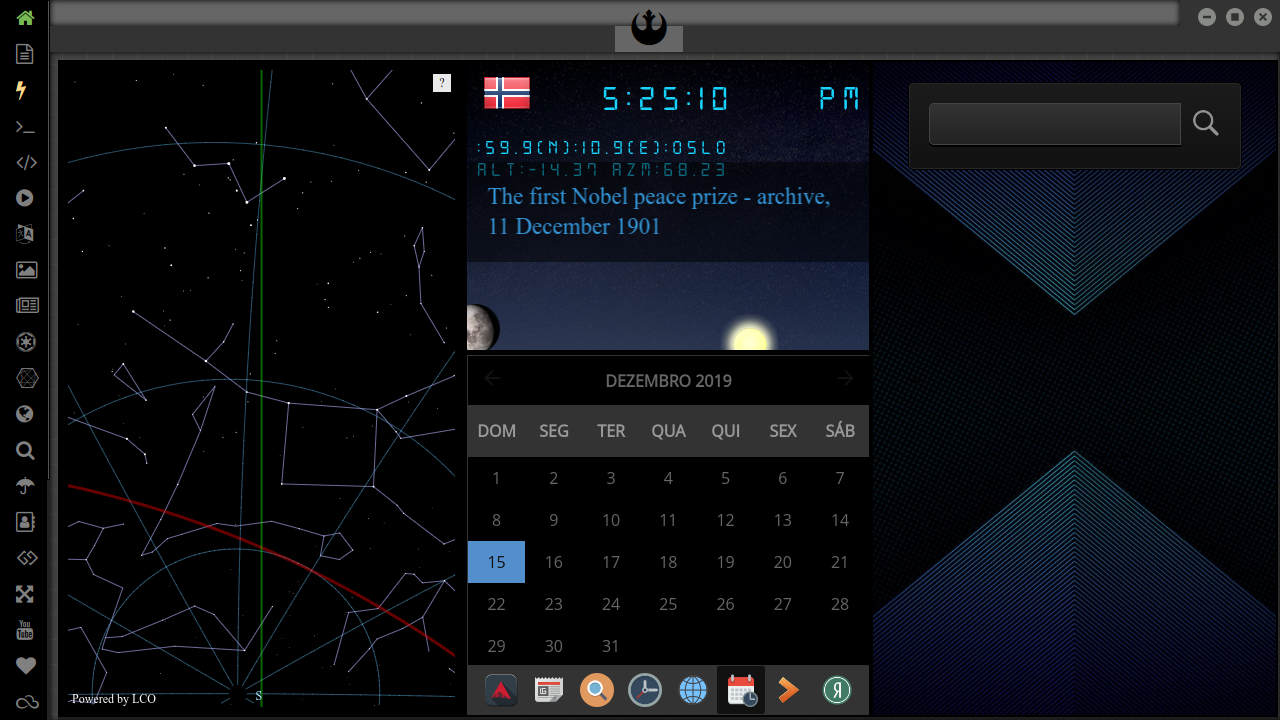 ?
5:25:10 PM
:59.9(N):10.9(E):OSLO
ALT:-14.37 AZM:68.23
The first Nobel peace prize - archive,
11 December 1901
DEZEMBRO 2019
DOM SEG TER QUA QUI SEX SÁB
1 2 3 4 5 6 7
8 9 10 11 12 13 14
15 16 17 18 19 20 21
22 23 24 25 26 27 28
29 30 31
S
Powered by LCO
You
Tube
Я